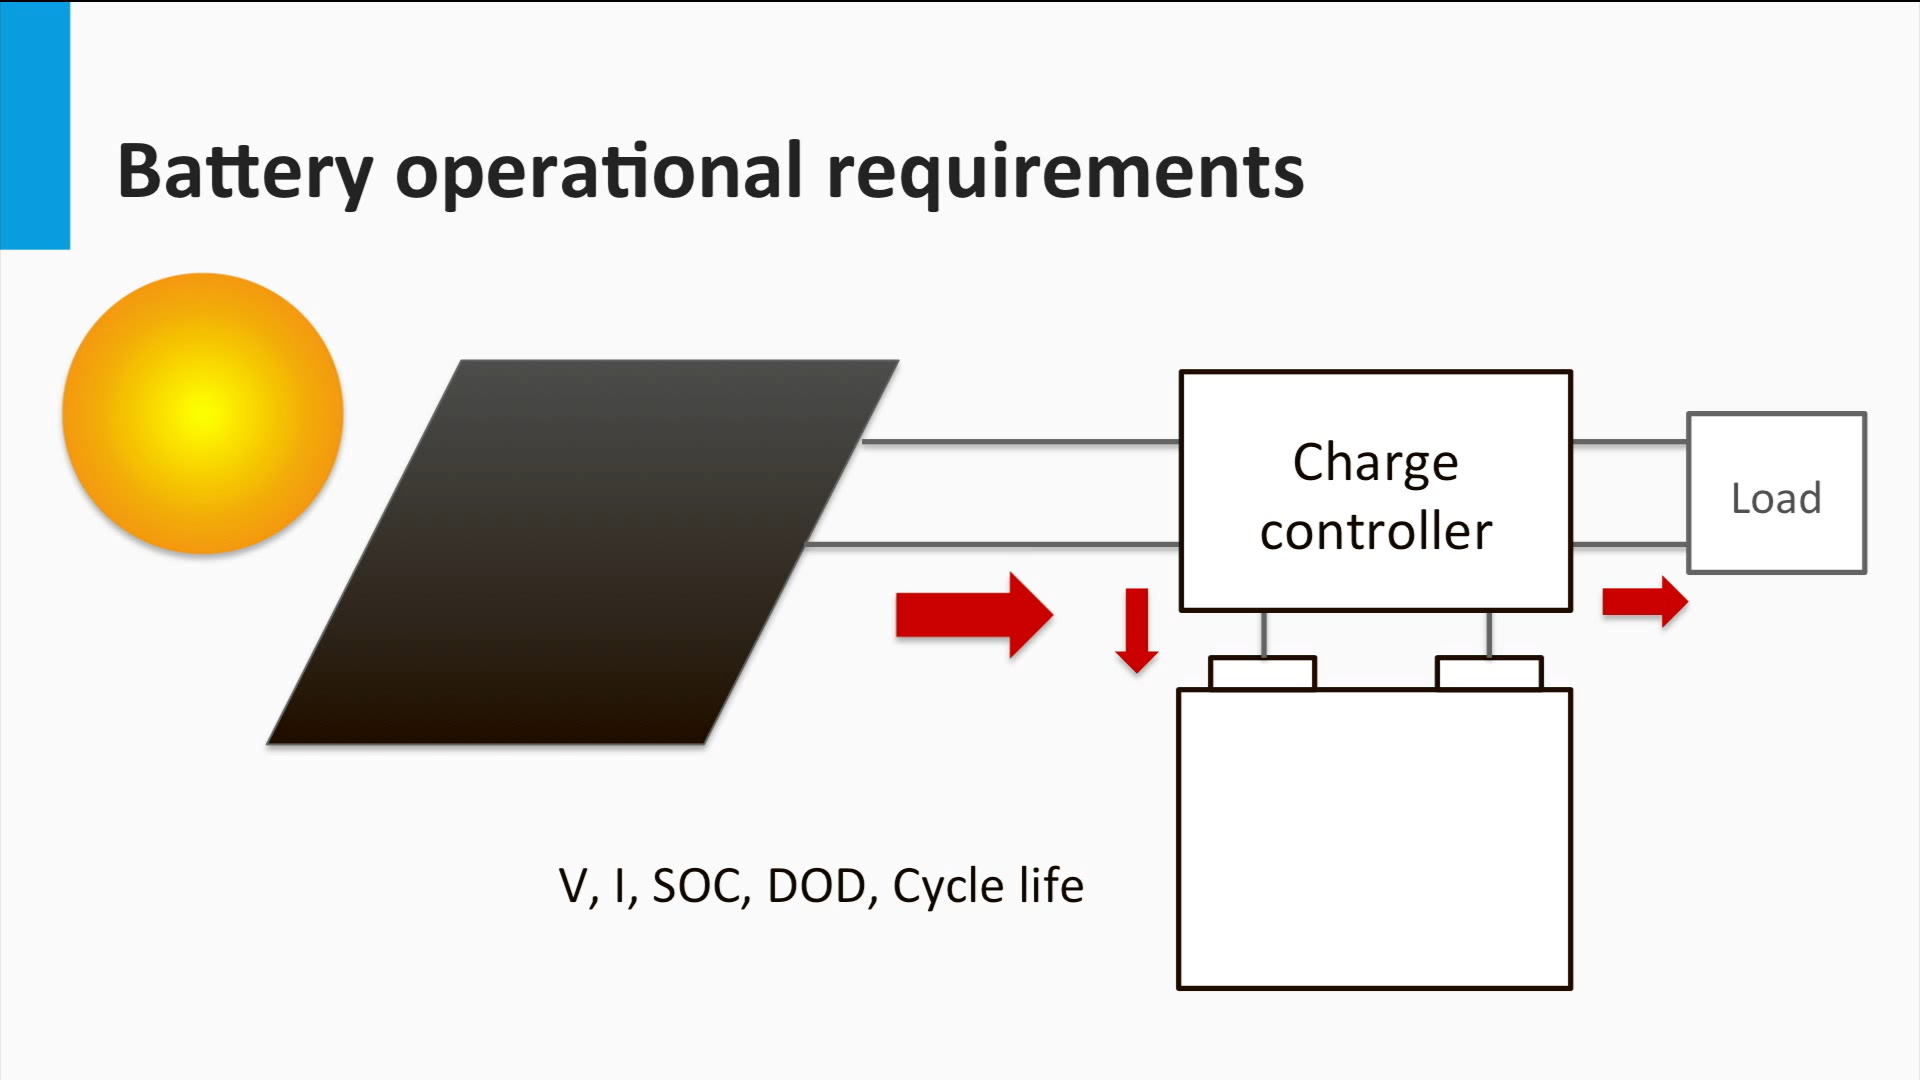 Battery operational requirements
Charge
controller
Load
V, I, SOC, DOD, Cycle life